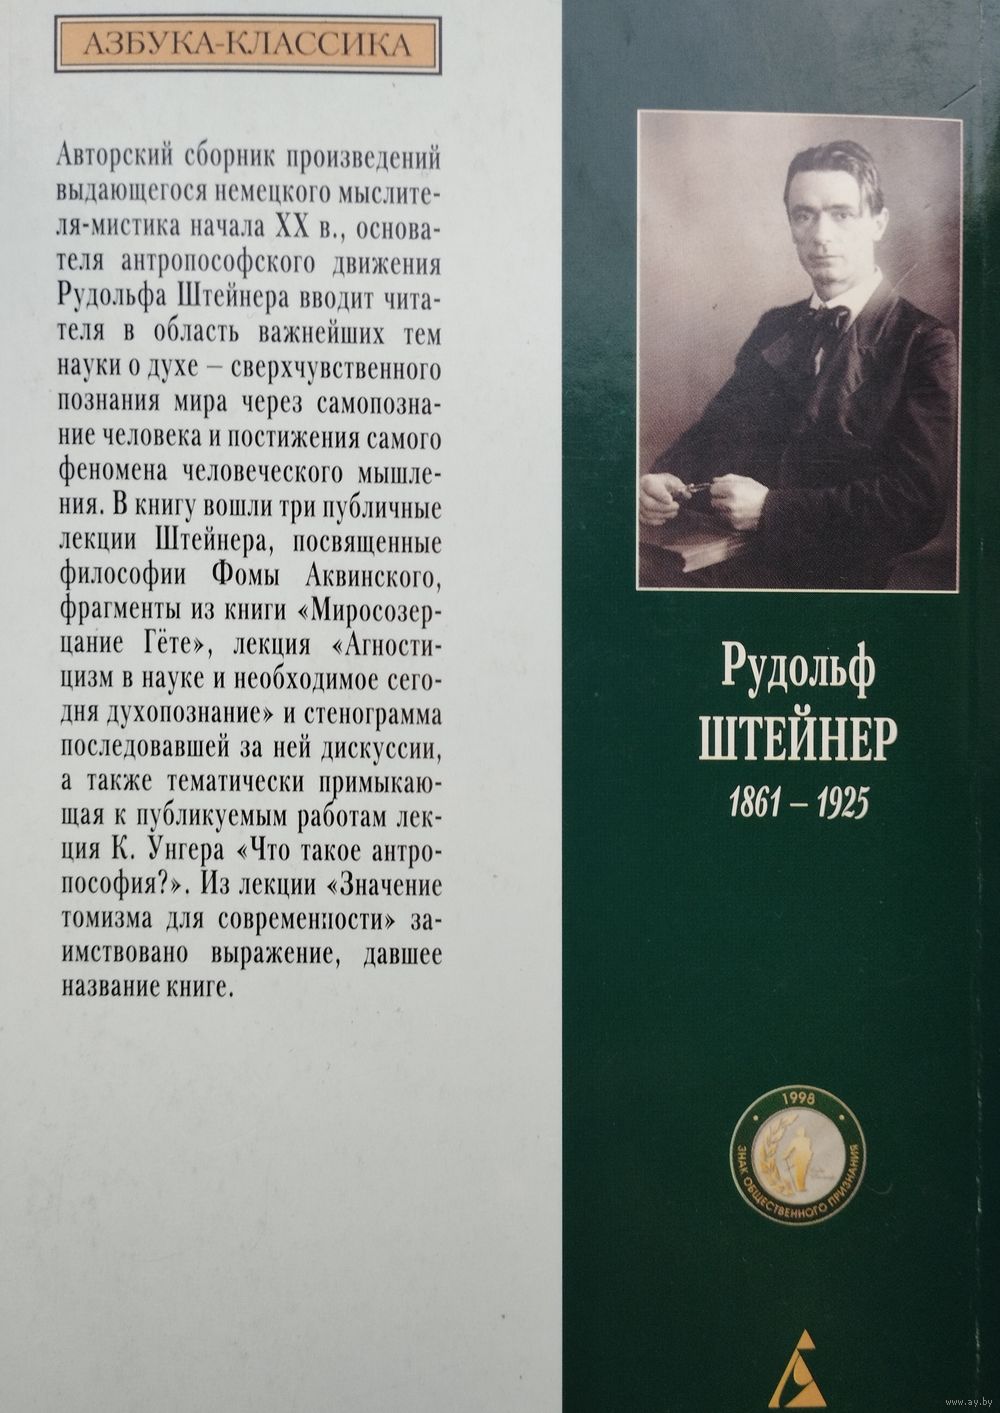 АЗБУКА-КЛАССИКА
Авторский сборник произведений
выдающегося немецкого мыслите-
ля-мистика начала XX в., основа-
теля антропософского движения
Рудольфа Штейнера вводит чита-
теля в область важнейших тем
науки о духе – сверхчувственного
познания мира через самопозна-
ние человека и постижения самого
феномена человеческого мышле-
ния. В книгу вошли три публичные
лекции Штейнера, посвященные
философии Фомы Аквинского,
фрагменты из книги «Миросозер-
цание Гёте», лекция «Агности-
цизм в науке и необходимое сего-
дня духопознание» и стенограмма
последовавшей за ней дискуссии,
а также тематически примыкаю-
щая к публикуемым работам лек-
ция К. Унгера «Что такое антро-
пософия?». Из лекции «Значение
томизма для современности» за-
имствовано выражение, давшее
название книге.
Рудольф
ШТЕЙНЕР
1861 – 1925
1998
ЗНАК ОБЩЕСТВЕННОГО ПРИЗНАНИЯ
www.ay.by